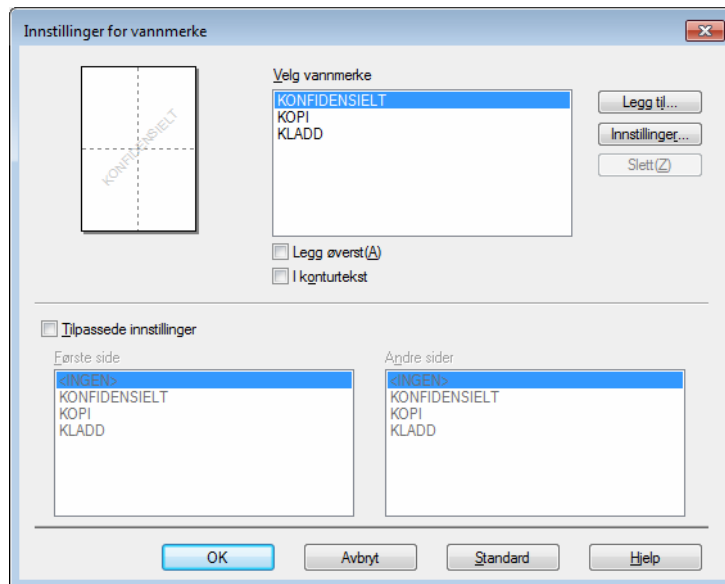 Innstillinger for vannmerke
Velg vannmerke
KONFIDENSIELT
KOPI
KLADD
Legg til...
Innstillinger...
Slett(Z)
KONFIDENSIELT
Legg øverst(A)
I konturtekst
Tilpassede innstillinger
Første side
<INGEN>
KONFIDENSIELT
KOPI
KLADD
Andre sider
<INGEN>
KONFIDENSIELT
KOPI
KLADD
OK
Avbryt
Standard
Hjelp